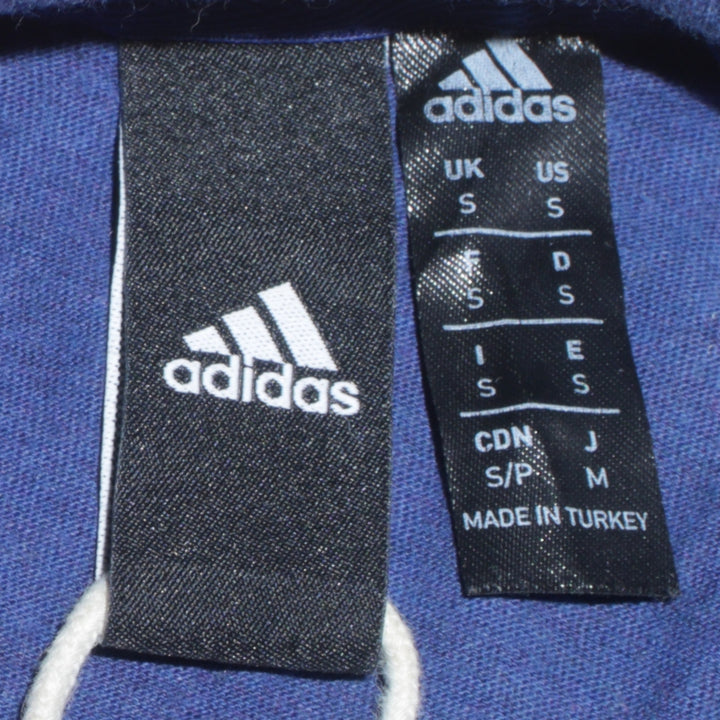 adidas
adidas
UK US
S S
F D
S S
I E
S S
CDN J
S/P M
MADE IN TURKEY